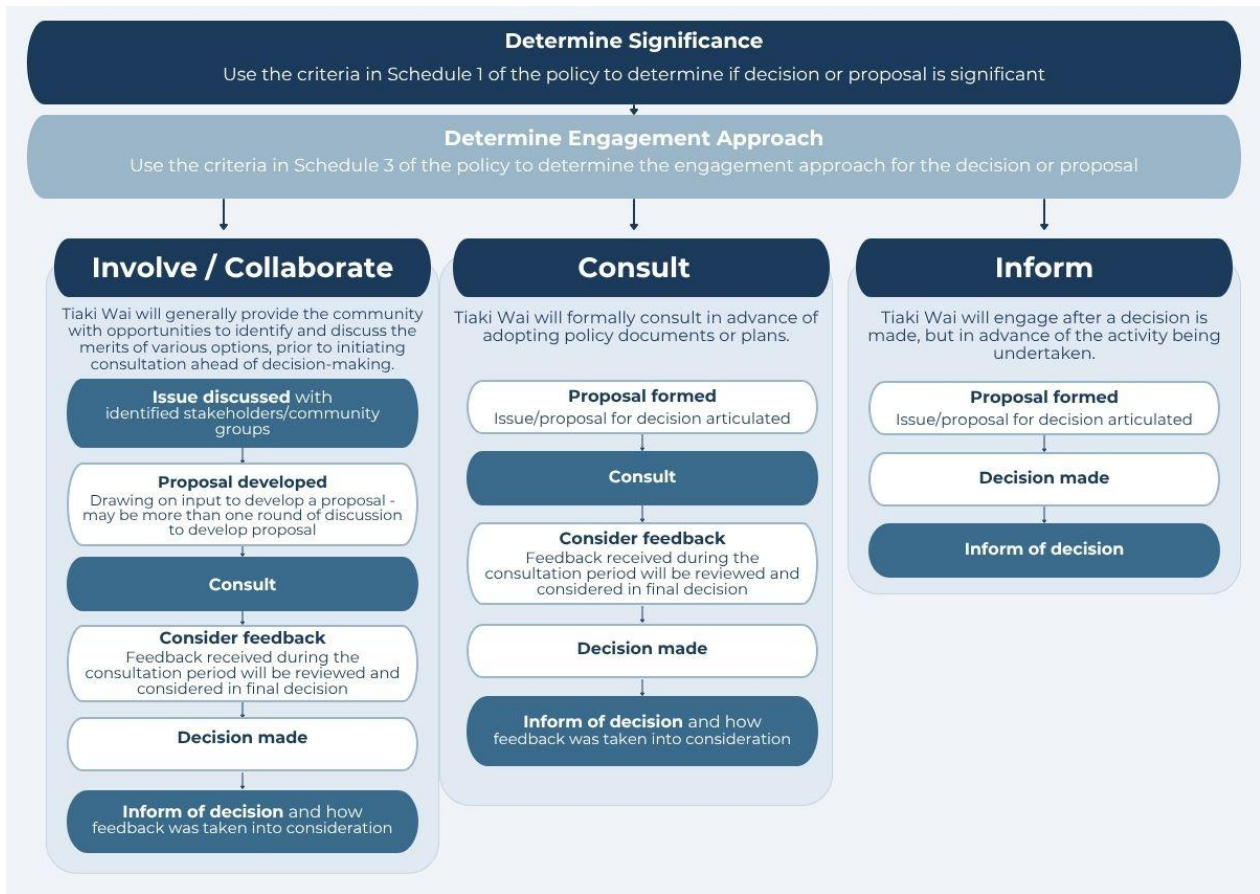 Determine Significance
Use the criteria in Schedule 1 of the policy to determine if decision or proposal is significant
Determine Engagement Approach
Use the criteria in Schedule 3 of the policy to determine the engagement approach for the decision or proposal
Involve / Collaborate
Tiaki Wai will generally provide the community
with opportunities to identify and discuss the
merits of various options, prior to initiating
consultation ahead of decision-making.
Issue discussed with
identified stakeholders/community
groups
Proposal developed
Drawing on input to develop a proposal -
may be more than one round of discussion
to develop proposal
Consult
Consider feedback
Feedback received during the
consultation period will be reviewed and
considered in final decision
Decision made
Inform of decision and how
feedback was taken into consideration
Consult
Tiaki Wai will formally consult in advance of
adopting policy documents or plans.
Proposal formed
Issue/proposal for decision articulated
Consult
Consider feedback
Feedback received during the
consultation period will be reviewed and
considered in final decision
Decision made
Inform of decision and how
feedback was taken into consideration
Inform
Tiaki Wai will engage after a decision is
made, but in advance of the activity being
undertaken.
Proposal formed
Issue/proposal for decision articulated
Decision made
Inform of decision